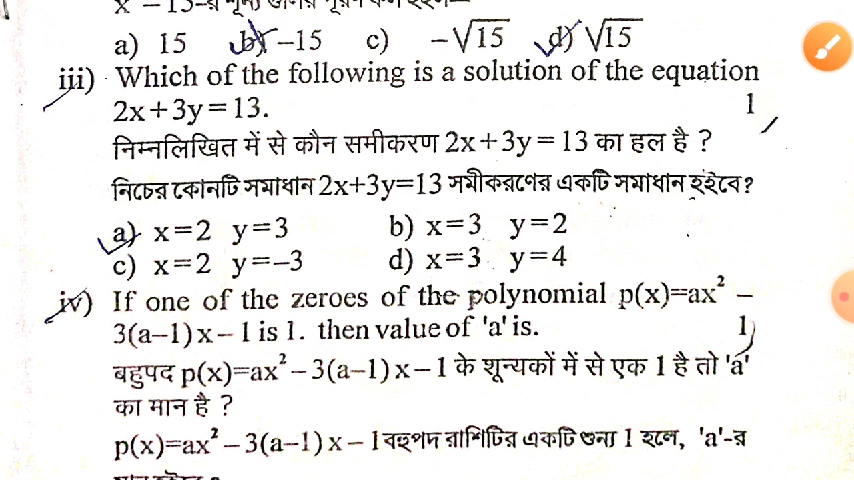 a) 15 b) –15 c) –√15 d) √15
iii) Which of the following is a solution of the equation
2x+3y=13. 1
निम्नलिखित में से कौन समीकरण 2x+3y=13 का हल है ?
নিচের কোনটি সমাধান 2x+3y=13 সমীকরণের একটি সমাধান হইবে?
a) x=2 y=3 b) x=3 y=2
c) x=2 y=–3 d) x=3 y=4
iv) If one of the zeroes of the polynomial p(x)=ax² –
3(a–1)x–1 is 1. then value of 'a' is. 1
बहुपद p(x)=ax²–3(a–1)x–1 के शून्यकों में से एक 1 है तो 'a'
का मान है ?
p(x)=ax²–3(a–1)x–1 বহুপদ রাশিটির একটি শুন্য 1 হলে, 'a'-র